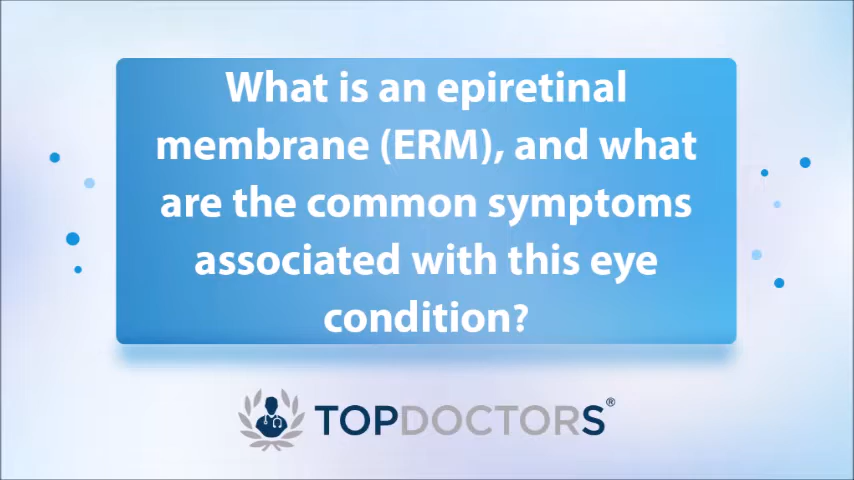 What is an epiretinal
membrane (ERM), and what
are the common symptoms
associated with this eye
condition?
TOPDOCTORS®